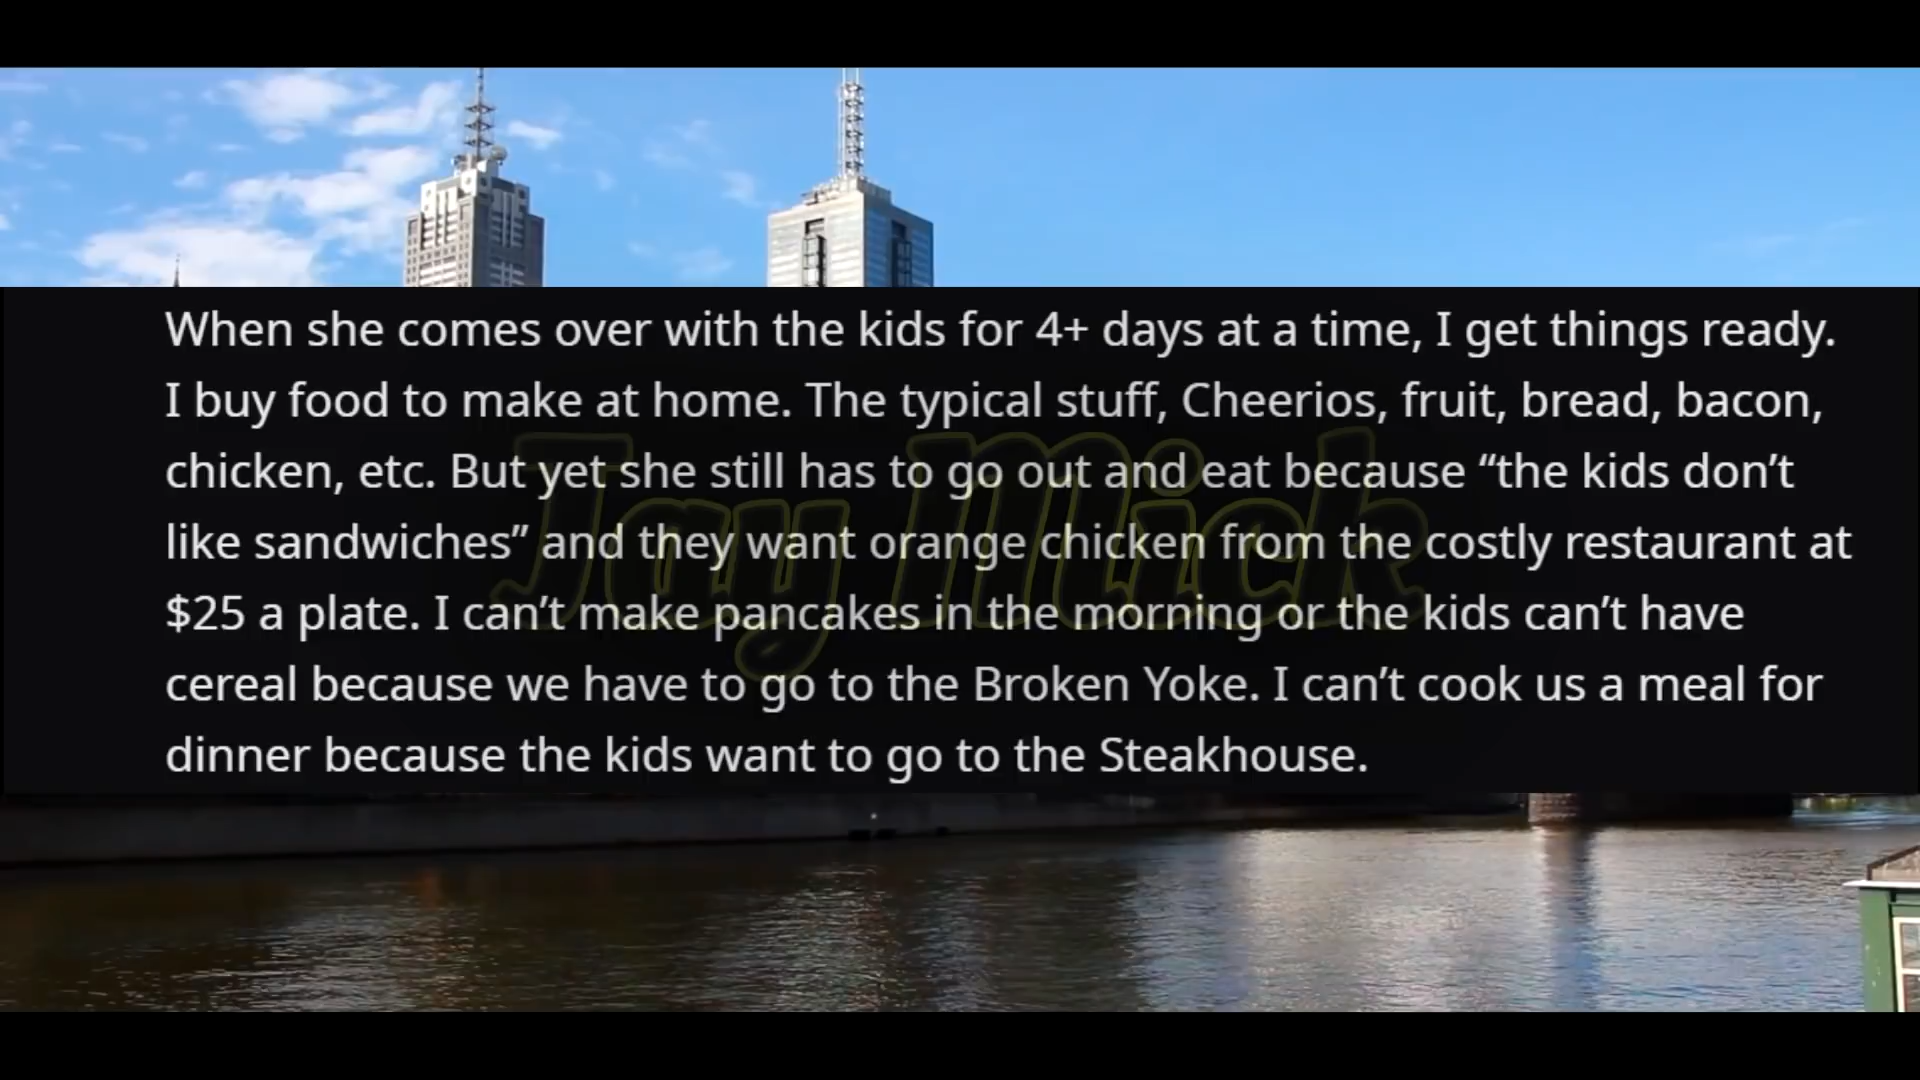 When she comes over with the kids for 4+ days at a time, I get things ready.
I buy food to make at home. The typical stuff, Cheerios, fruit, bread, bacon,
chicken, etc. But yet she still has to go out and eat because “the kids don’t
like sandwiches” and they want orange chicken from the costly restaurant at
$25 a plate. I can’t make pancakes in the morning or the kids can’t have
cereal because we have to go to the Broken Yoke. I can’t cook us a meal for
dinner because the kids want to go to the Steakhouse.
Jay Mick